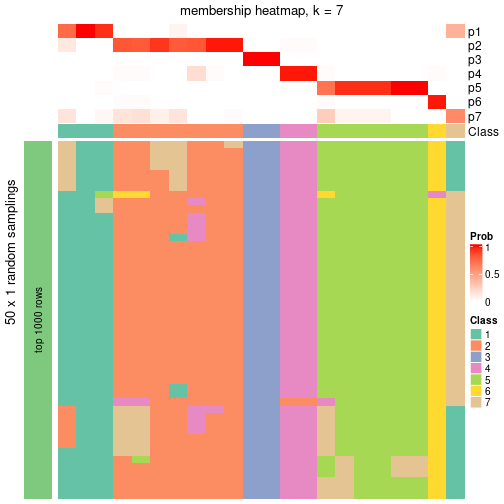 membership heatmap, k = 7
p1
p2
p3
p4
p5
p6
p7
Class
50 x 1 random samplings
top 1000 rows
Prob
1
0.5
0
Class
1
2
3
4
5
6
7